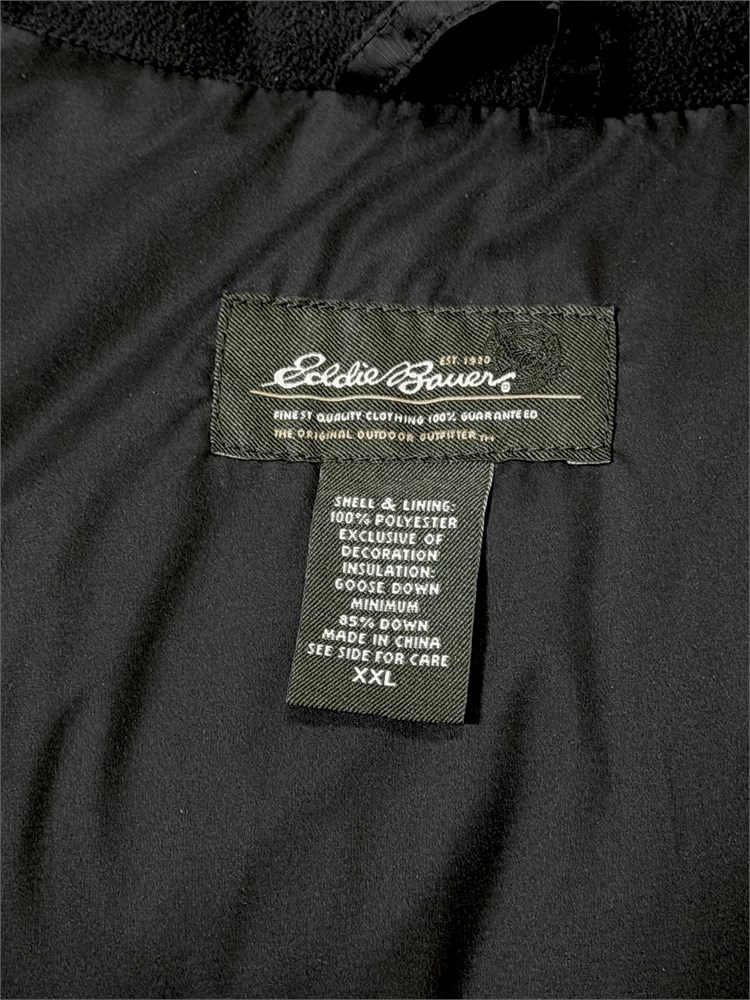 EST. 1920
Eddie Bauer
FINEST QUALITY CLOTHING 100% GUARANTEED
THE ORIGINAL OUTDOOR OUTFITTER TM
SHELL & LINING:
100% POLYESTER
EXCLUSIVE OF
DECORATION
INSULATION:
GOOSE DOWN
MINIMUM
85% DOWN
MADE IN CHINA
SEE SIDE FOR CARE
XXL